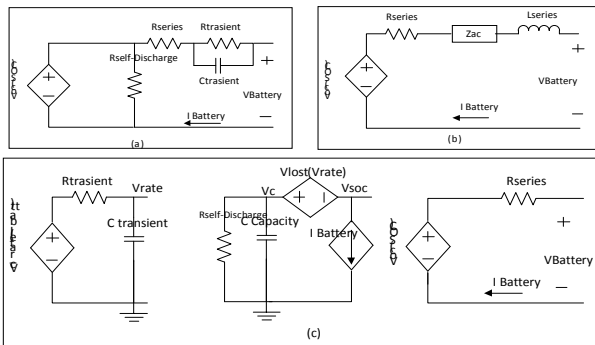 Rseries
Rtrasient
Rself-Discharge
Ctrasient
+
VBattery
I Battery
(a)
Rseries
Zac
Lseries
+
VBattery
I Battery
(b)
Vlost(Vrate)
Rtrasient
Vrate
C transient
Vc
Vsoc
Rself-Discharge
C Capacity
I Battery
Rseries
+
VBattery
I Battery
(c)